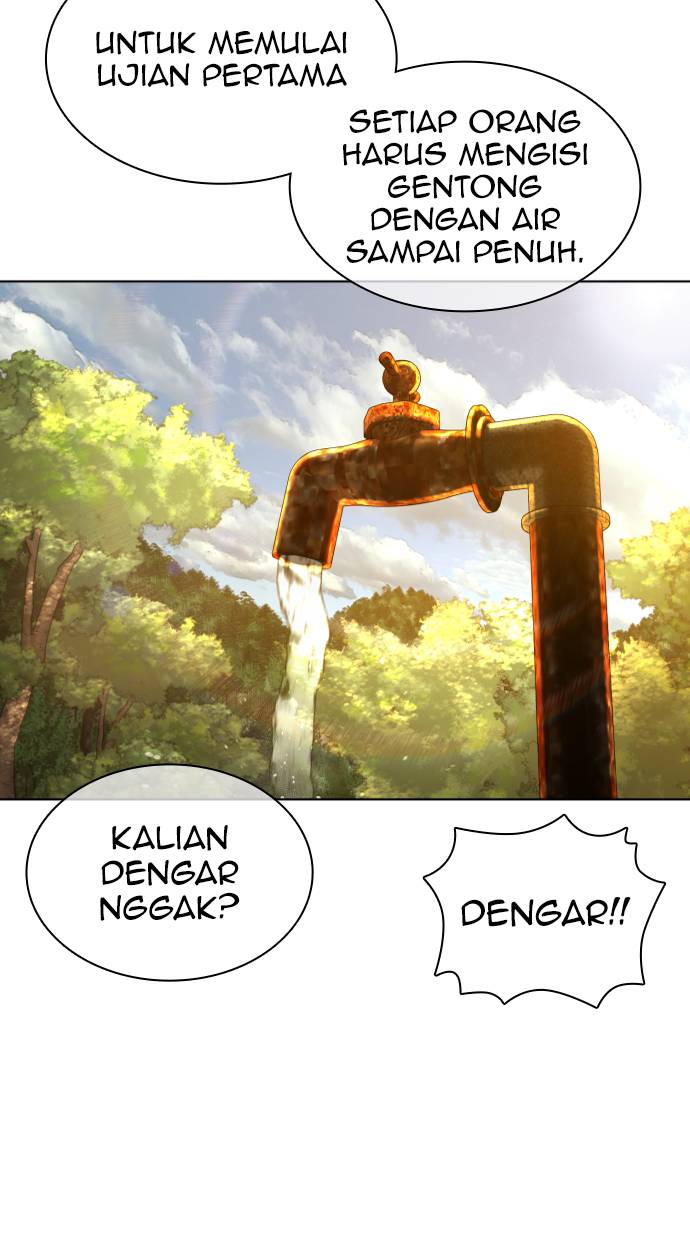 UNTUK MEMULAI
UJIAN PERTAMA
SETIAP ORANG
HARUS MENGISI
GENTONG
DENGAN AIR
SAMPAI PENUH.
KALIAN
DENGAR
NGGAK?
DENGAR!!